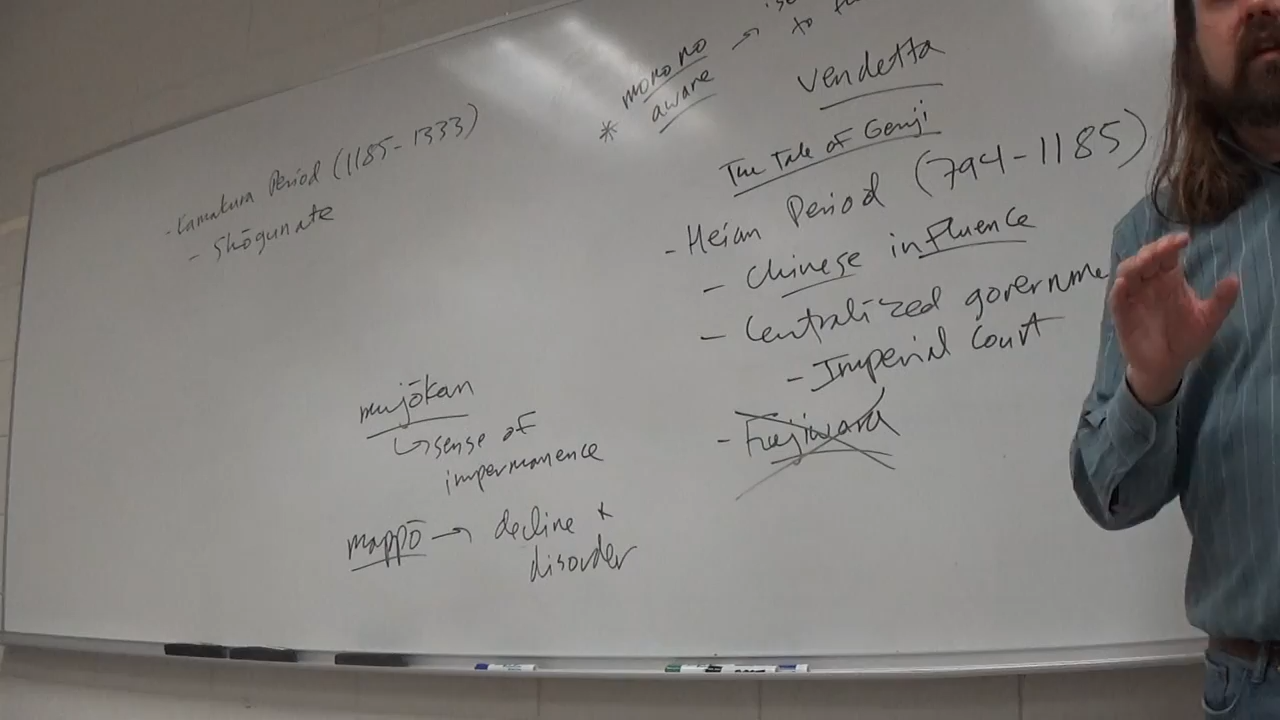 - Kamakura Period (1185-1333)
- Shōgunate
mujōkan
↳ sense of
impermanence
mappō → decline +
disorder
* mono no →
aware
to
Vendetta
The Tale of Genji
- Heian Period (794-1185)
- Chinese influence
- Centralized governme
- Imperial Court
- Fujiwara